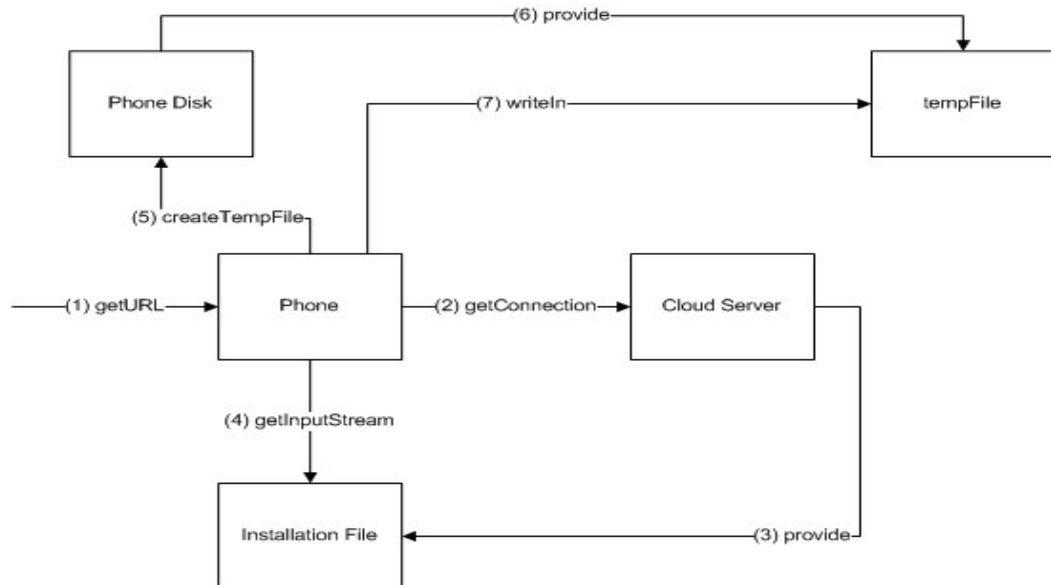 (6) provide
Phone Disk
(7) writeIn
tempFile
(5) createTempFile
(1) getURL
Phone
(2) getConnection
Cloud Server
(4) getInputStream
Installation File
(3) provide